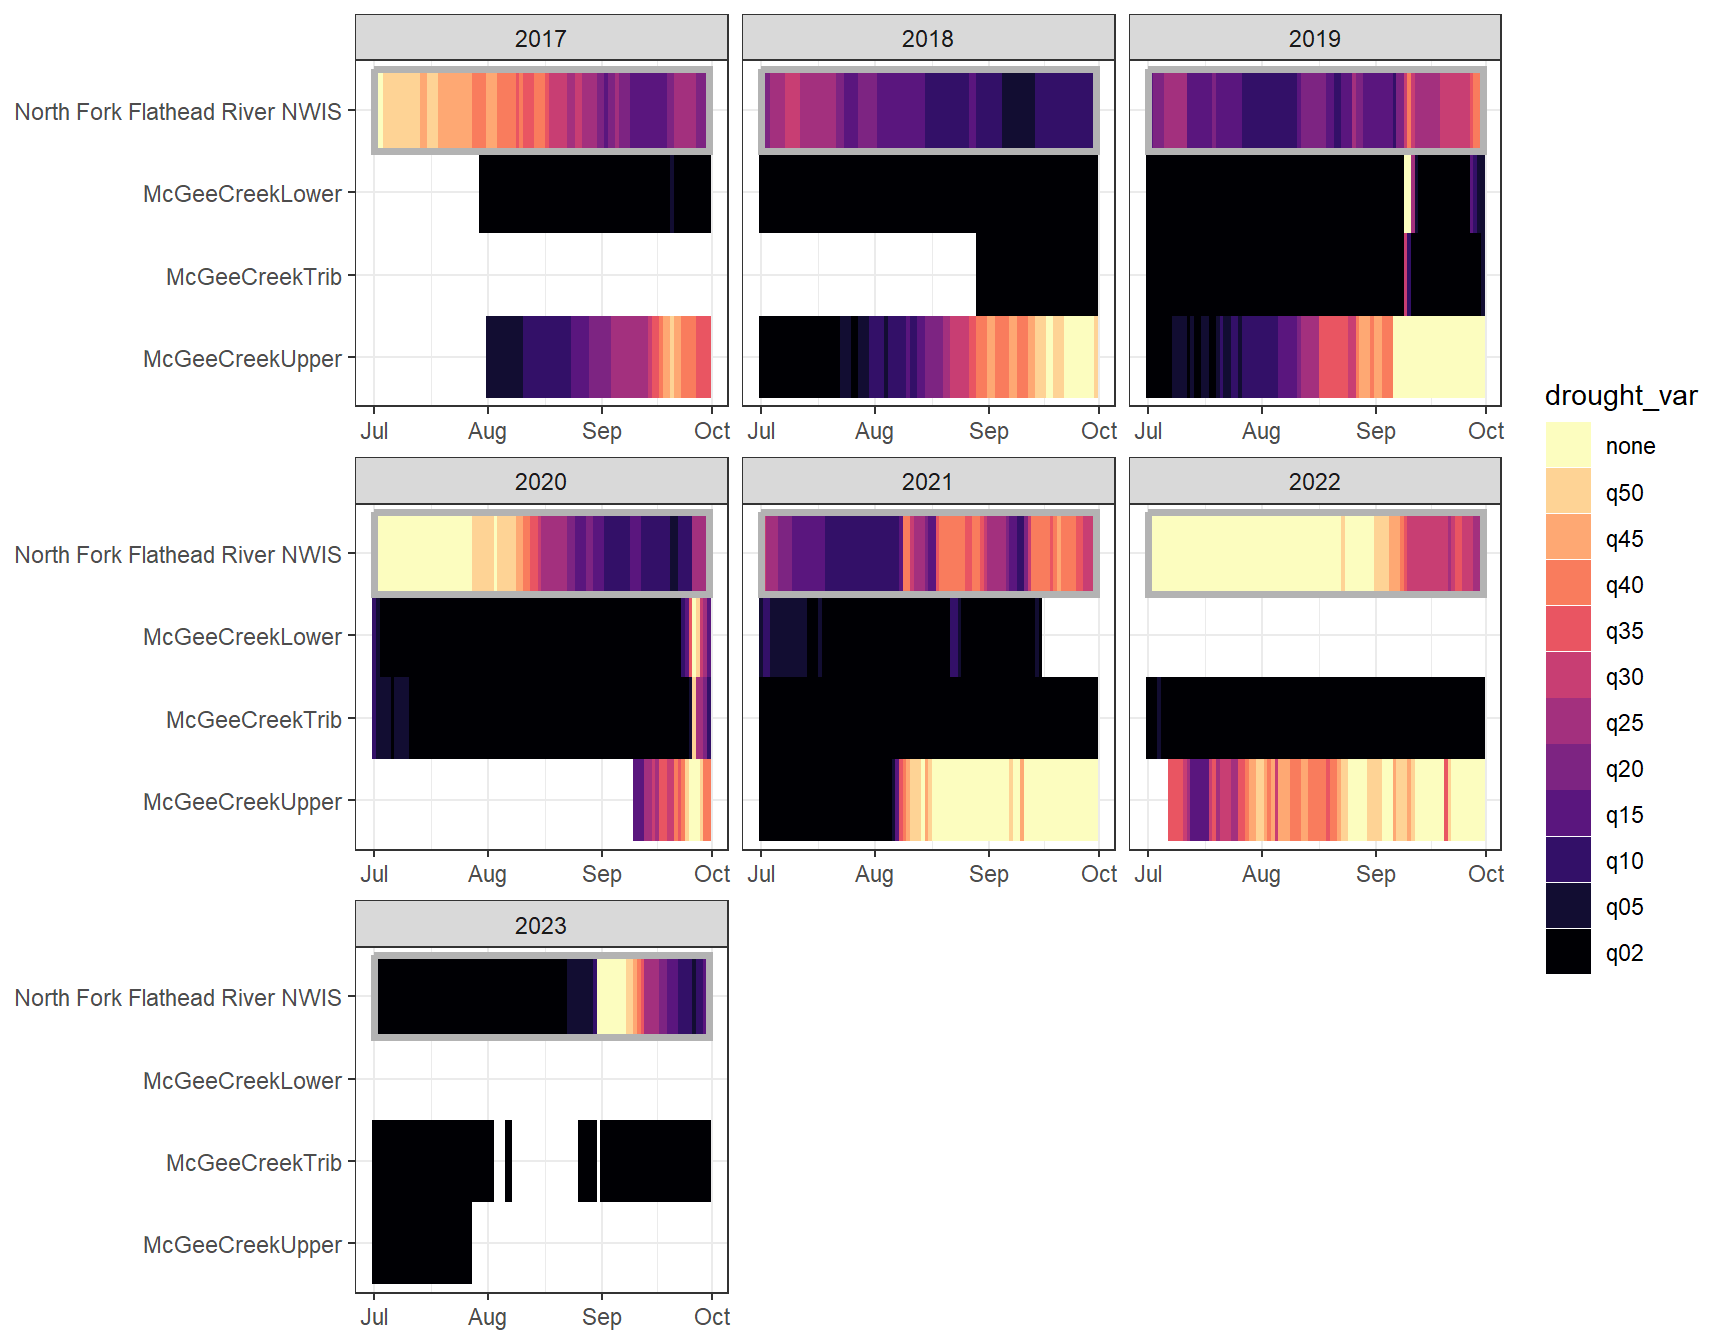 2017 2018 2019
North Fork Flathead River NWIS
McGeeCreekLower
McGeeCreekTrib
McGeeCreekUpper
Jul Aug Sep Oct Jul Aug Sep Oct Jul Aug Sep Oct
2020 2021 2022
North Fork Flathead River NWIS
McGeeCreekLower
McGeeCreekTrib
McGeeCreekUpper
Jul Aug Sep Oct Jul Aug Sep Oct Jul Aug Sep Oct
2023
North Fork Flathead River NWIS
McGeeCreekLower
McGeeCreekTrib
McGeeCreekUpper
Jul Aug Sep Oct
drought_var
none
q50
q45
q40
q35
q30
q25
q20
q15
q10
q05
q02